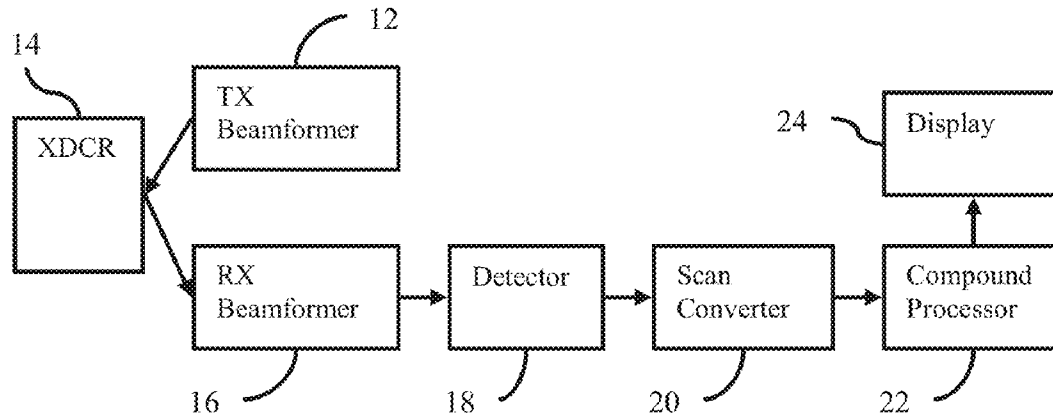 12
14
TX
Beamformer
XDCR
24
Display
RX
Beamformer
Detector
Scan
Converter
Compound
Processor
16
18
20
22